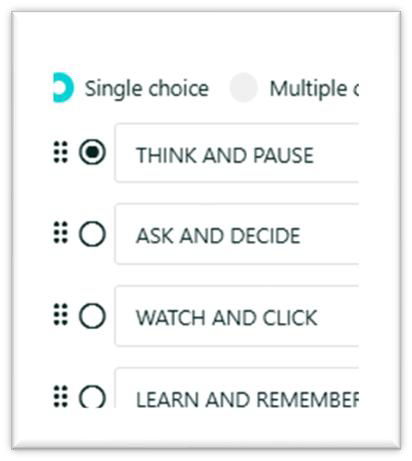 Single choice Multiple c
THINK AND PAUSE
ASK AND DECIDE
WATCH AND CLICK
LEARN AND REMEMBER